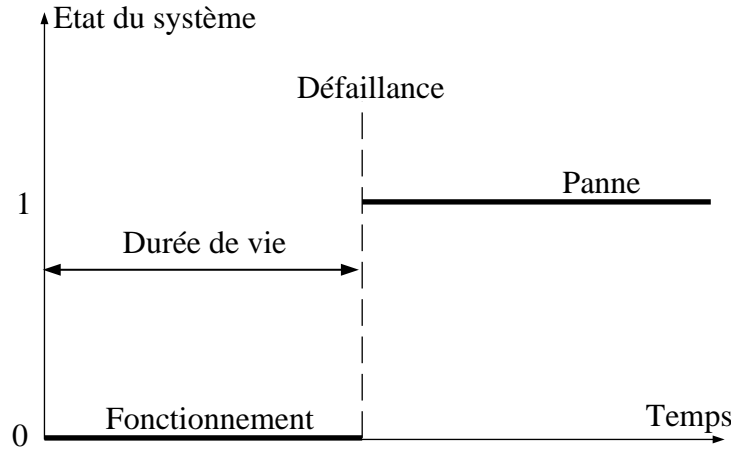 Etat du système
Défaillance
1
Panne
Durée de vie
Fonctionnement
Temps
0